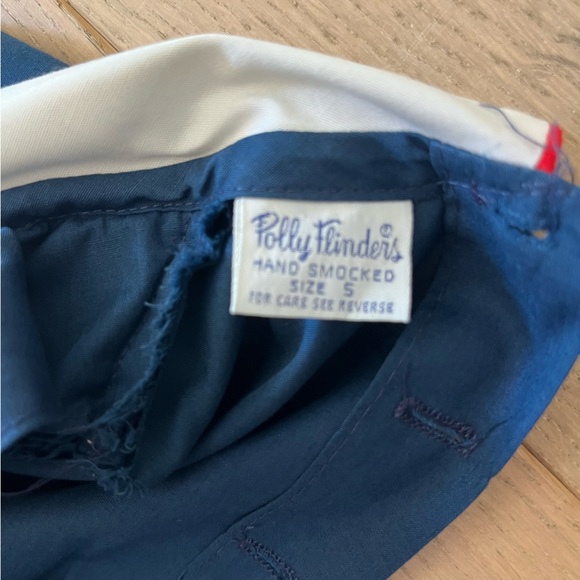 Polly Flinders®
HAND SMOCKED
SIZE 5
FOR CARE SEE REVERSE